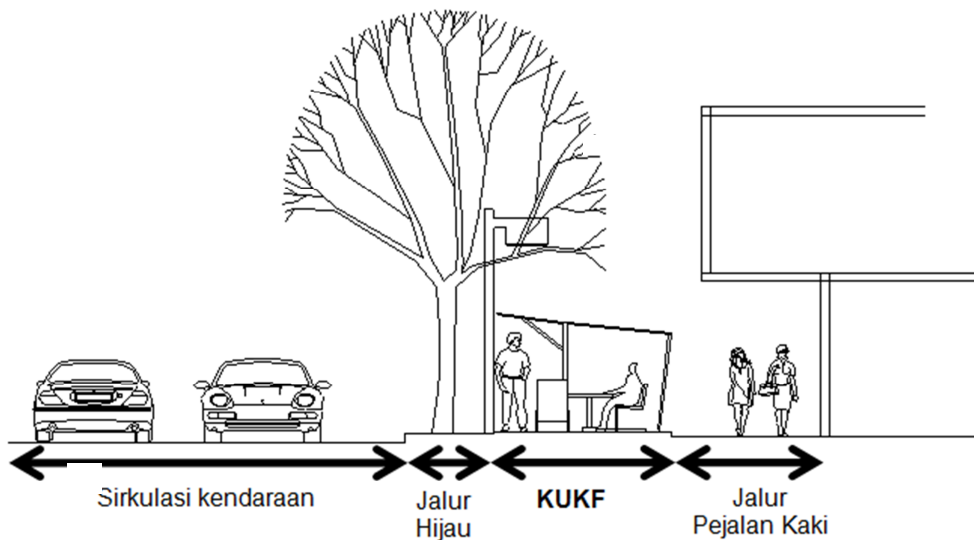 Sirkulasi kendaraan
Jalur
Hijau
KUKF
Jalur
Pejalan Kaki